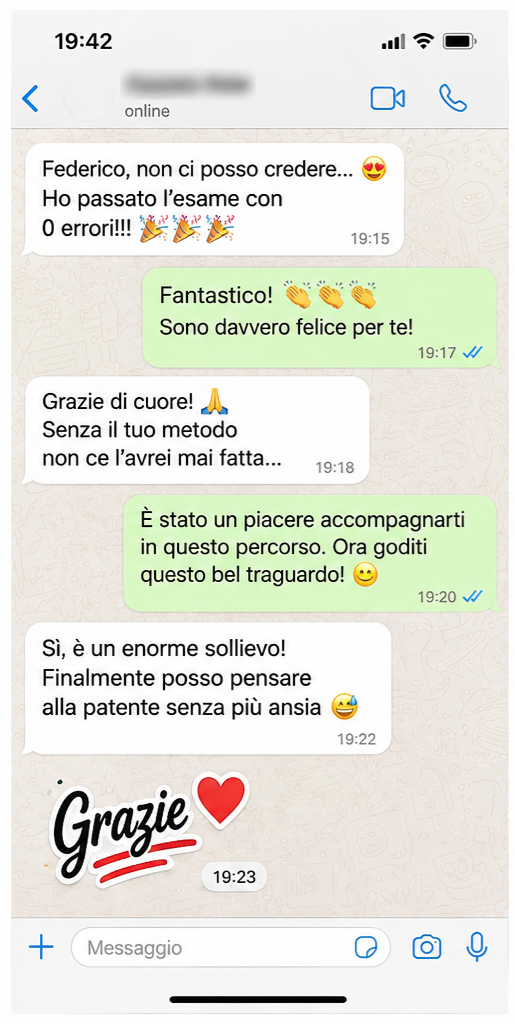 19:42
online
Federico, non ci posso credere... 😍
Ho passato l'esame con
0 errori!!! 🎉🎉🎉
19:15
Fantastico! 👏👏👏
Sono davvero felice per te!
19:17
Grazie di cuore! 🙏
Senza il tuo metodo
non ce l'avrei mai fatta...
19:18
È stato un piacere accompagnarti
in questo percorso. Ora goditi
questo bel traguardo! 😊
19:20
Sì, è un enorme sollievo!
Finalmente posso pensare
alla patente senza più ansia 😅
19:22
Grazie
19:23
Messaggio